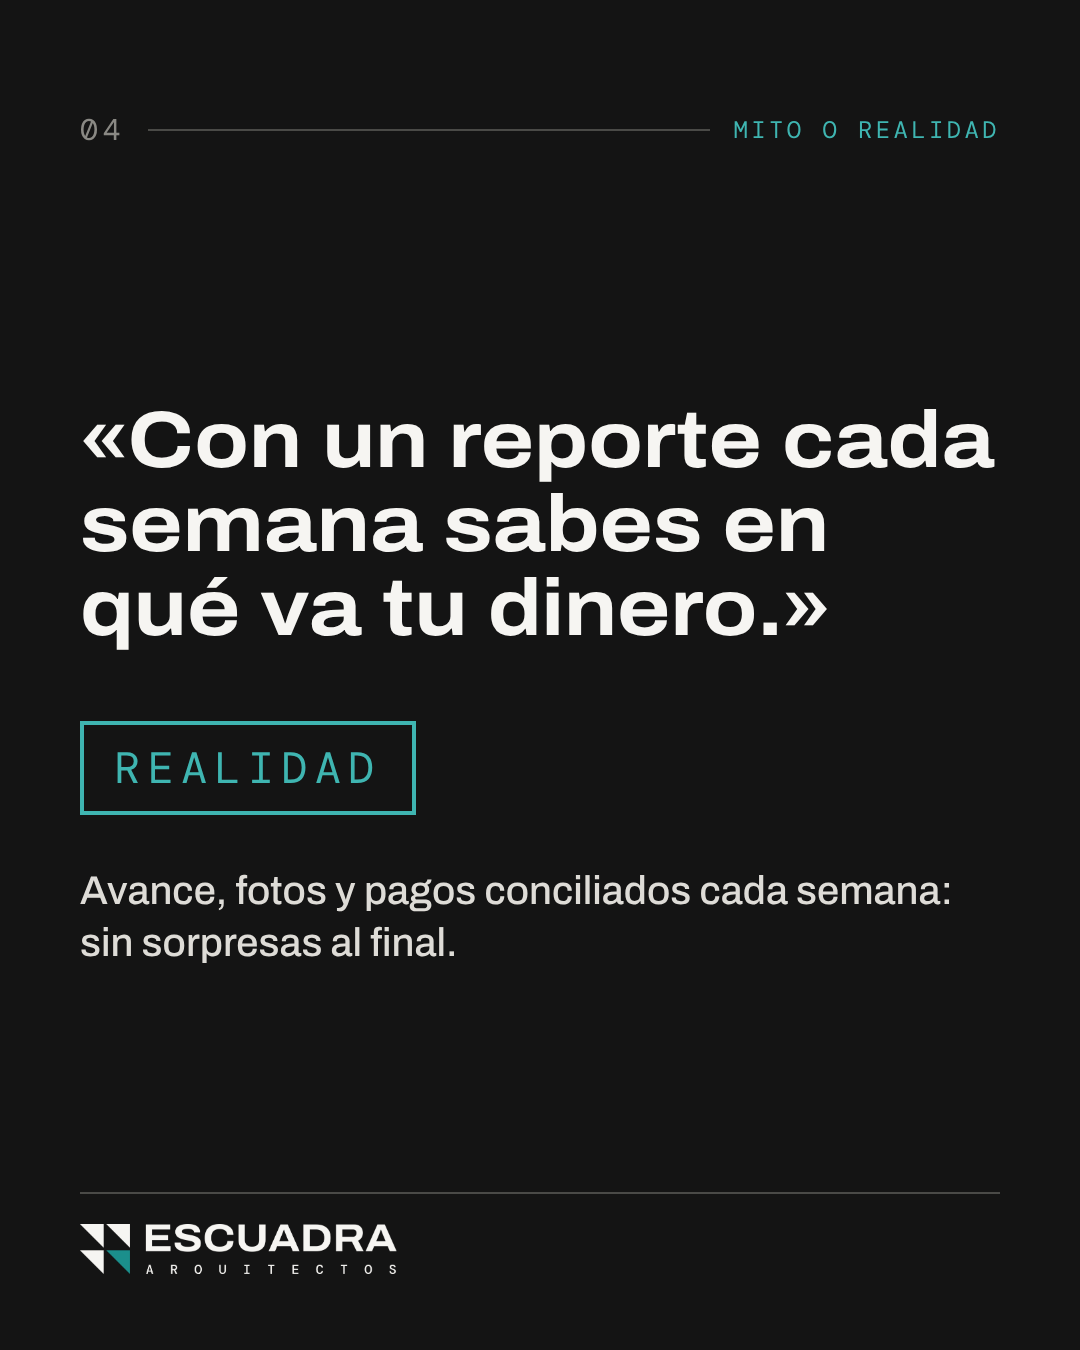 04 MITO O REALIDAD
«Con un reporte cada
semana sabes en
qué va tu dinero.»
REALIDAD
Avance, fotos y pagos conciliados cada semana:
sin sorpresas al final.
ESCUADRA
ARQUITECTOS